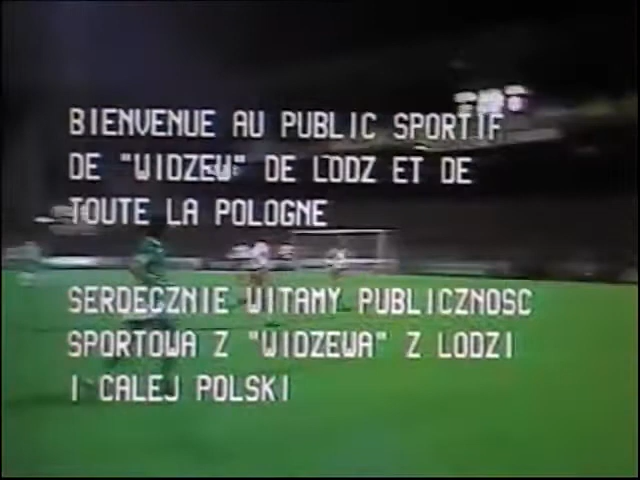 BIENVENUE AU PUBLIC SPORTIF
DE "WIDZEW" DE LODZ ET DE
TOUTE LA POLOGNE
SERDECZNIE WITAMY PUBLICZNOSC
SPORTOWA Z "WIDZEWA" Z LODZI
I CALEJ POLSKI